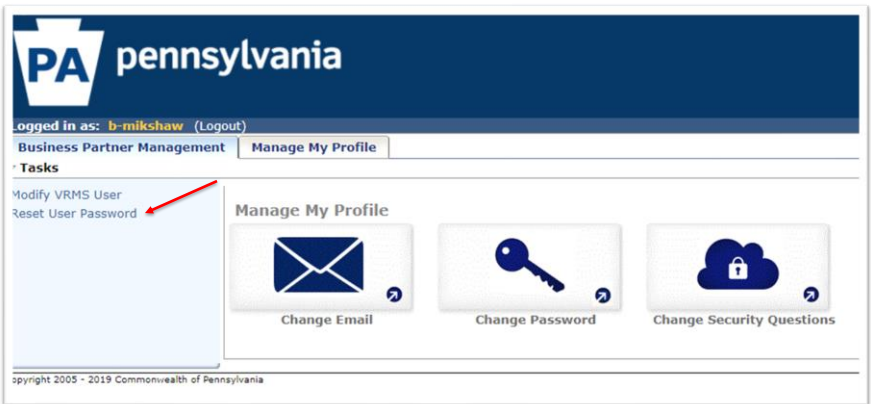 PA pennsylvania
Logged in as: b-mikshaw (Logout)
Business Partner Management Manage My Profile
Tasks
Modify VRMS User
Reset User Password
Manage My Profile
Change Email Change Password Change Security Questions
opyright 2005 - 2019 Commonwealth of Pennsylvania